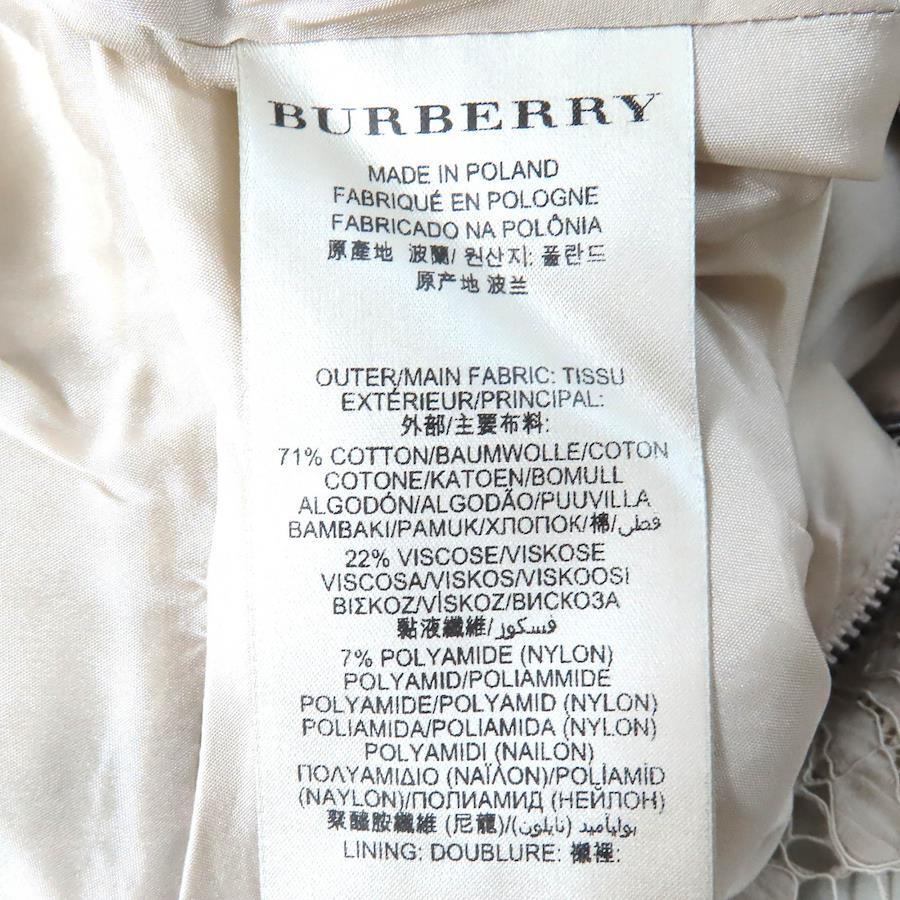 BURBERRY
MADE IN POLAND
FABRIQUÉ EN POLOGNE
FABRICADO NA POLÔNIA
原產地 波蘭/ 원산지: 폴란드
原产地 波兰
OUTER/MAIN FABRIC: TISSU
EXTÉRIEUR/PRINCIPAL:
外部/主要布料:
71% COTTON/BAUMWOLLE/COTON
COTONE/KATOEN/BOMULL
ALGODÓN/ALGODÃO/PUUVILLA
BAMBAKI/PAMUK/ХЛОПОК/棉/قطن
22% VISCOSE/VISKOSE
VISCOSA/VISKOS/VISKOOSI
ΒΙΣΚΟΖ/VİSKOZ/ВИСКОЗА
黏液纖維/فسكوز
7% POLYAMIDE (NYLON)
POLYAMID/POLIAMMIDE
POLYAMIDE/POLYAMID (NYLON)
POLIAMIDA/POLIAMIDA (NYLON)
POLYAMIDI (NAILON)
ΠΟΛΥΑΜΙΔΙΟ (ΝΑΪΛΟΝ)/POLİAMİD
(NAYLON)/ПОЛИАМИД (НЕЙЛОН)
聚醯胺纖維 (尼龍)/بولیأمید (نایلون)
LINING: DOUBLURE: 襯裡: